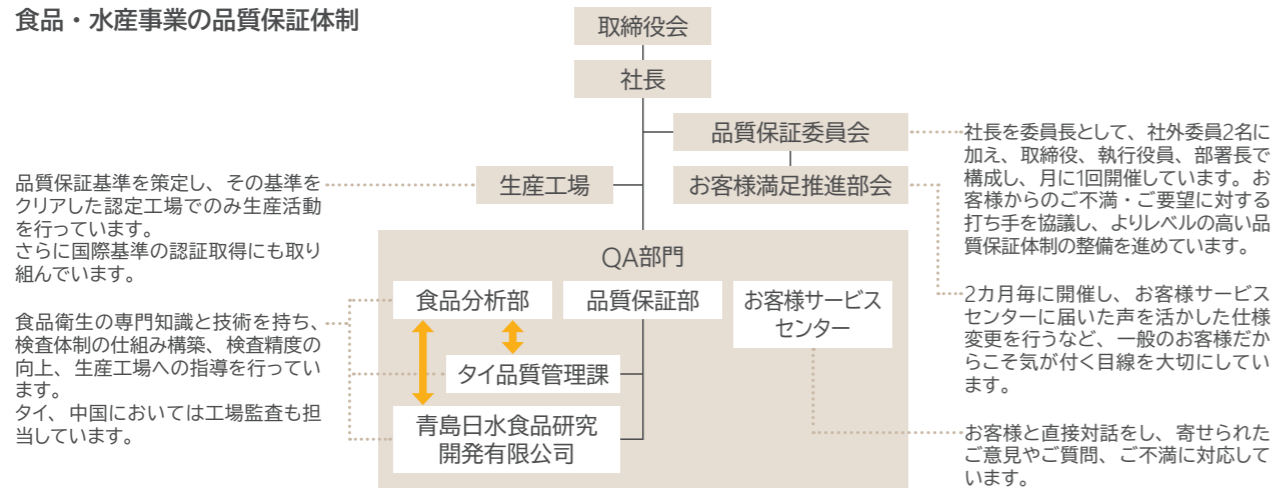 食品・水産事業の品質保証体制
取締役会
社長
品質保証委員会
生産工場
お客様満足推進部会
QA部門
食品分析部
品質保証部
お客様サービス
センター
タイ品質管理課
青島日水食品研究
開発有限公司
品質保証基準を策定し、その基準を
クリアした認定工場でのみ生産活動
を行っています。
さらに国際基準の認証取得にも取り
組んでいます。
食品衛生の専門知識と技術を持ち、
検査体制の仕組み構築、検査精度の
向上、生産工場への指導を行ってい
ます。
タイ、中国においては工場監査も担
当しています。
社長を委員長として、社外委員2名に
加え、取締役、執行役員、部署長で
構成し、月に1回開催しています。お
客様からのご不満・ご要望に対する
打ち手を協議し、よりレベルの高い品
質保証体制の整備を進めています。
2カ月毎に開催し、お客様サービス
センターに届いた声を活かした仕様
変更を行うなど、一般のお客様だか
らこそ気が付く目線を大切にしてい
ます。
お客様と直接対話をし、寄せられた
ご意見やご質問、ご不満に対応して
います。